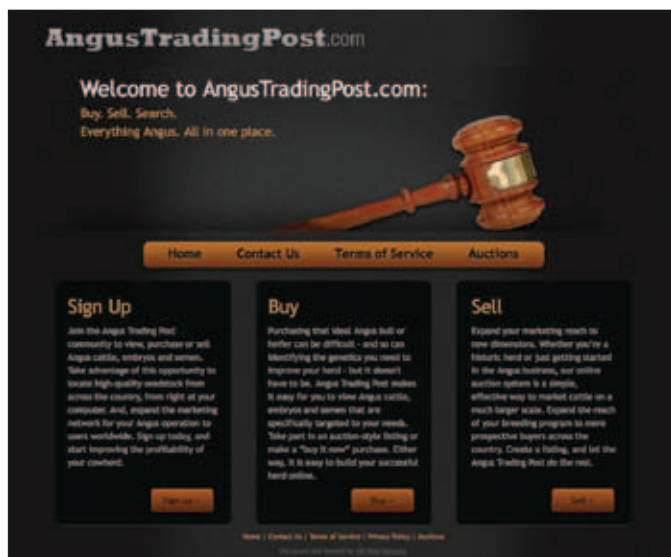 AngusTradingPost.com
Welcome to AngusTradingPost.com:
Buy. Sell. Search.
Everything Angus. All in one place.
Home Contact Us Terms of Service Auctions
Sign Up
Join the Angus Trading Post
community to view, purchase or sell
Angus cattle, embryos and semen.
Take advantage of this opportunity to
locate high-quality seedstock from
across the country, from right at your
computer. And, expand the marketing
network for your Angus operation to
users worldwide. Sign up today, and
start improving the profitability of
your cowherd.
Sign up >
Buy
Purchasing that ideal Angus bull or
heifer can be difficult - and so can
identifying the genetics you need to
improve your herd - but it doesn't
have to be. Angus Trading Post makes
it easy for you to view Angus cattle,
embryos and semen that are
specifically targeted to your needs.
Take part in an auction-style listing or
make a "buy it now" purchase. Either
way, it is easy to build your successful
herd online.
Buy >
Sell
Expand your marketing reach to
new dimensions. Whether you're a
historic herd or just getting started
in the Angus business, our online
auction system is a simple,
effective way to market cattle on a
much larger scale. Expand the reach
of your breeding program to more
prospective buyers across the
country. Create a listing, and let the
Angus Trading Post do the rest.
Sell >
Home | Contact Us | Terms of Service | Privacy Policy | Auctions